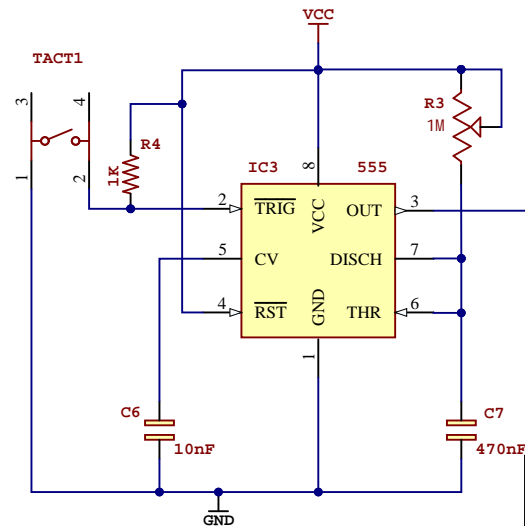 VCC
TACT1
3
4
1
2
R4
1K
R3
1M
IC3
8
555
2
TRIG
VCC
OUT
3
5
CV
DISCH
7
4
RST
GND
THR
6
1
C6
10nF
C7
470nF
GND